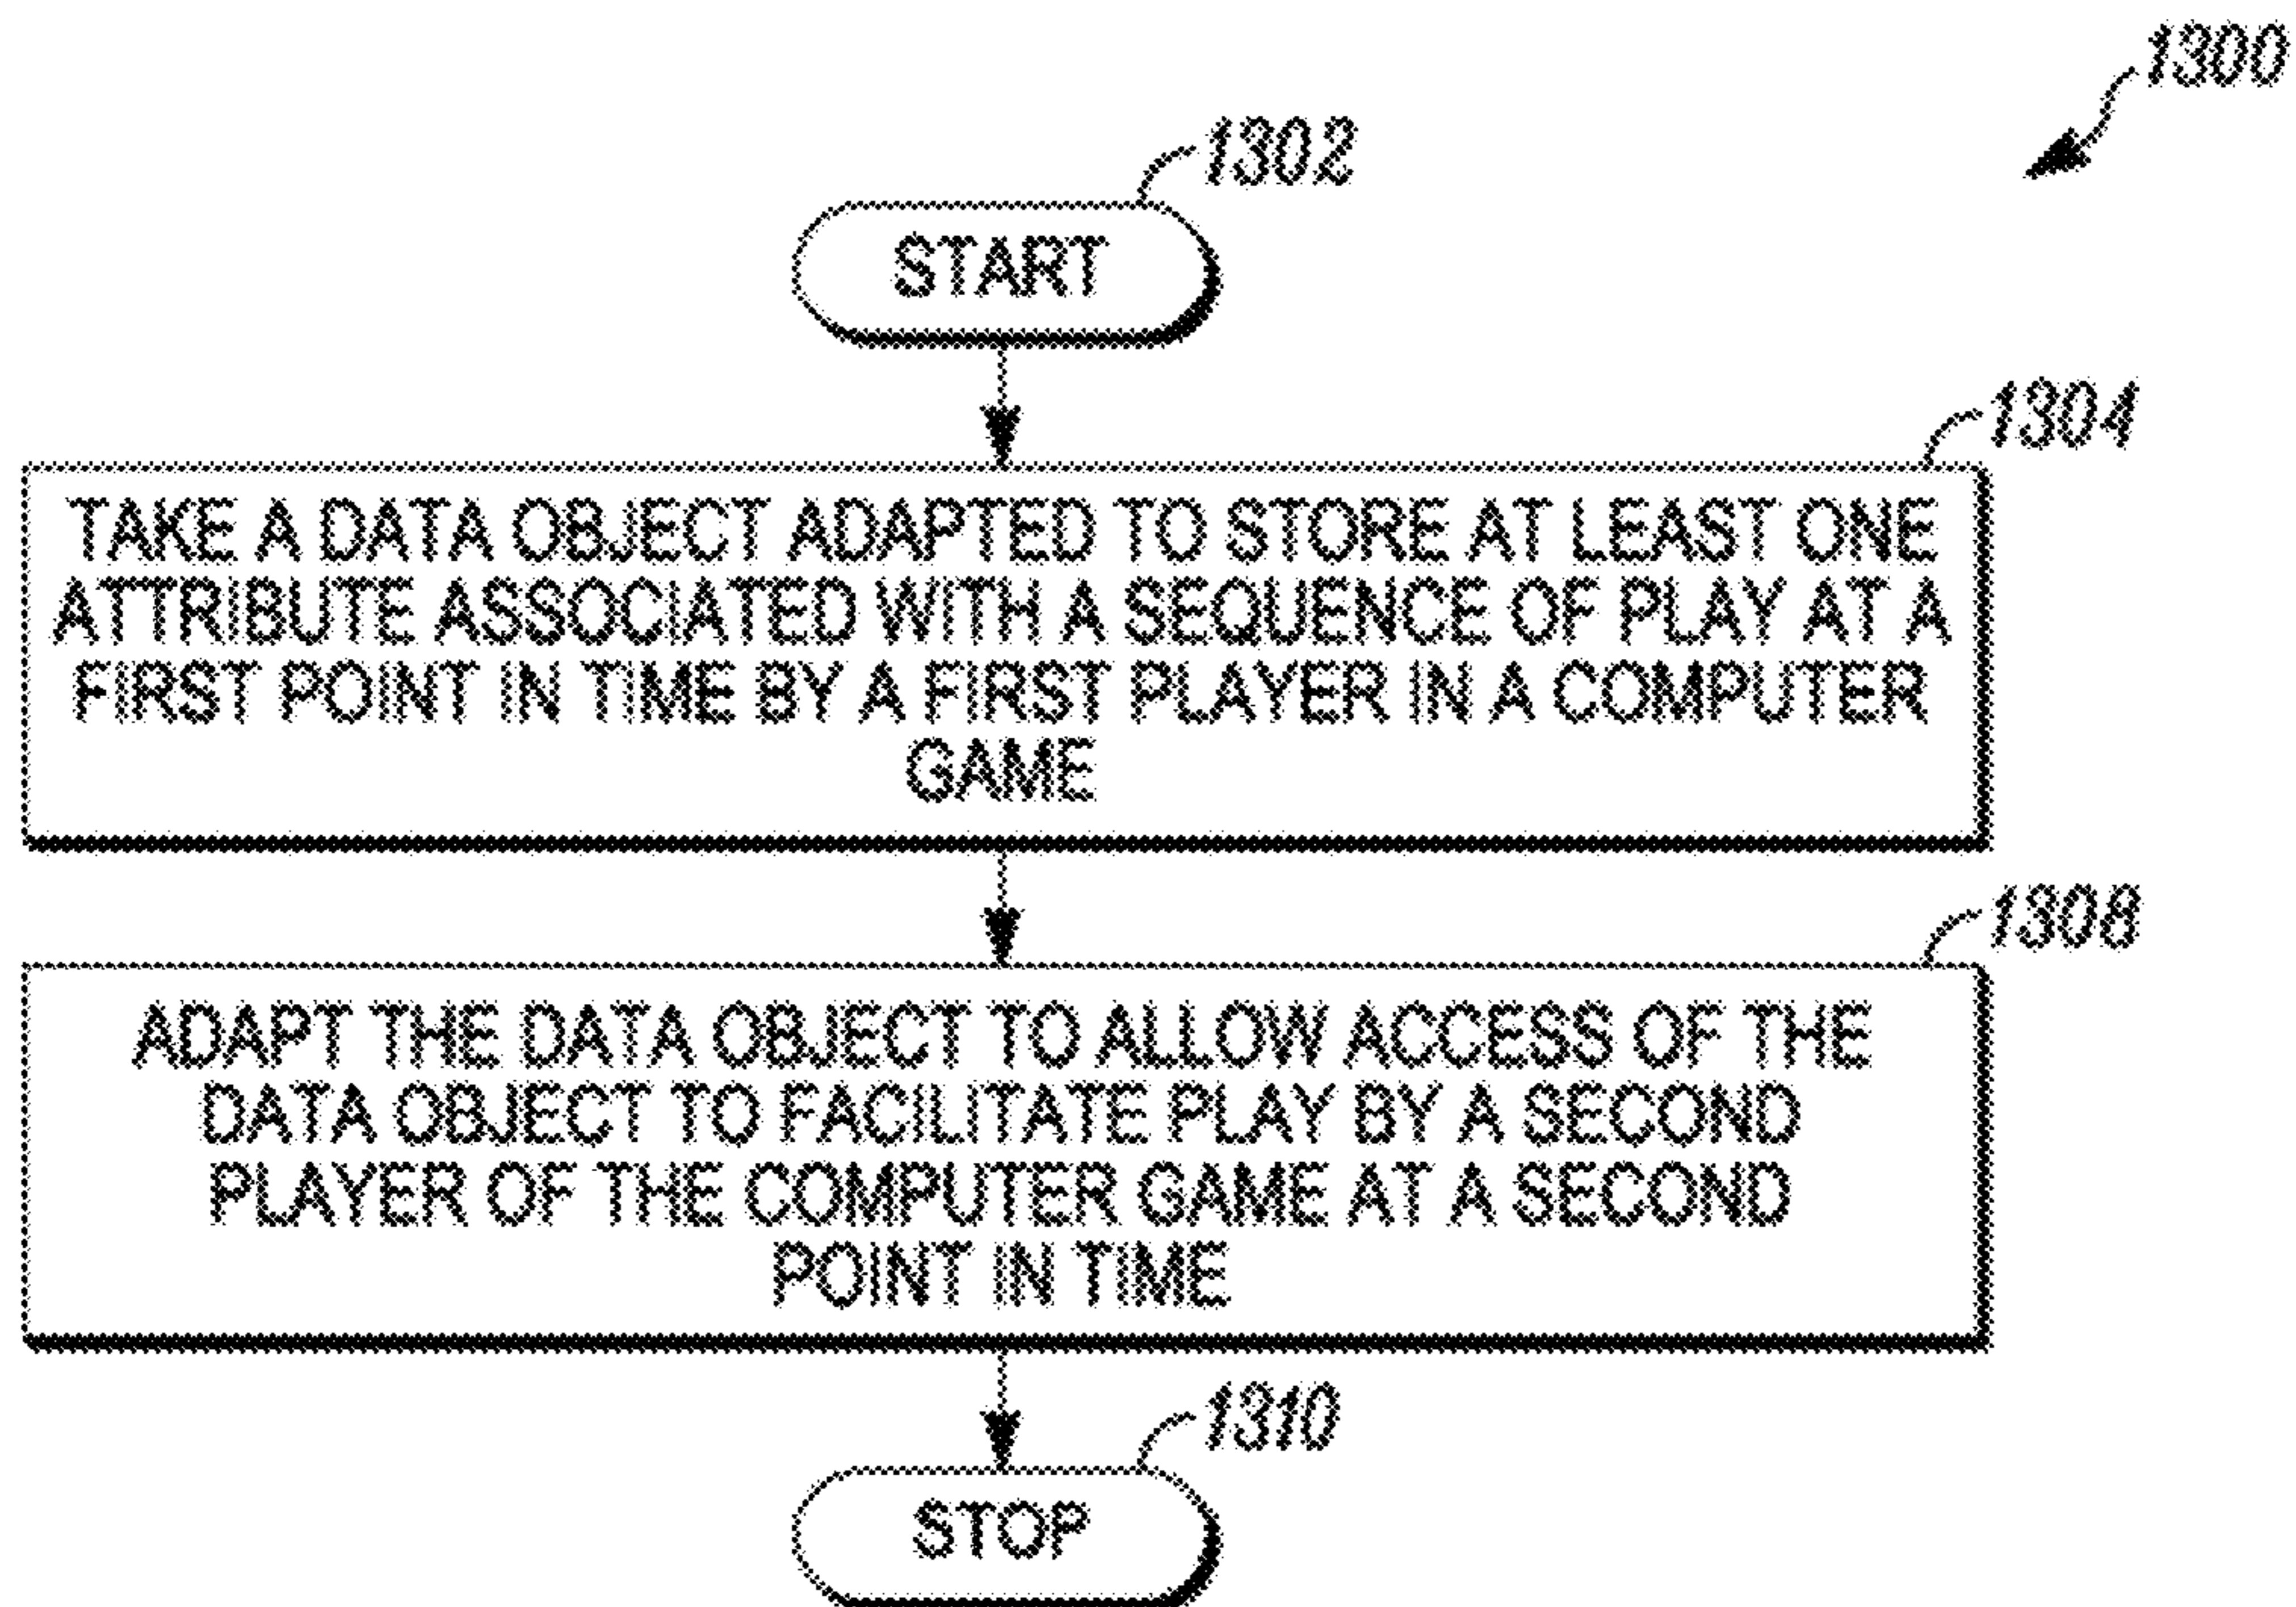 1300
1302
START
1304
TAKE A DATA OBJECT ADAPTED TO STORE AT LEAST ONE
ATTRIBUTE ASSOCIATED WITH A SEQUENCE OF PLAY AT A
FIRST POINT IN TIME BY A FIRST PLAYER IN A COMPUTER
GAME
1308
ADAPT THE DATA OBJECT TO ALLOW ACCESS OF THE
DATA OBJECT TO FACILITATE PLAY BY A SECOND
PLAYER OF THE COMPUTER GAME AT A SECOND
POINT IN TIME
1310
STOP